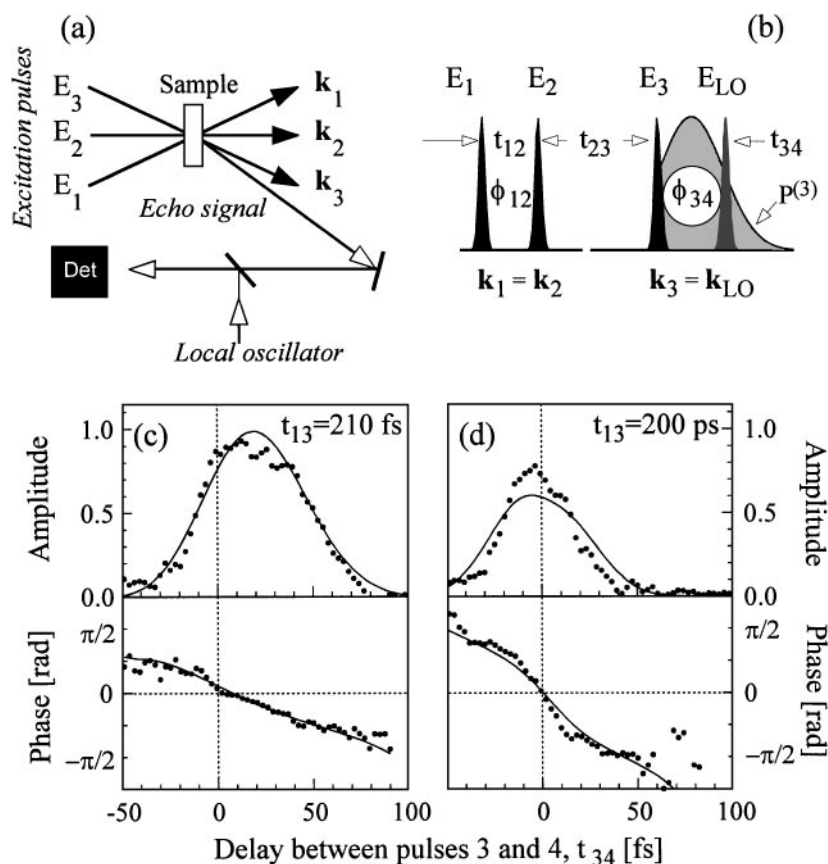 (a)
Excitation pulses
E3
E2
E1
Sample
k1
k2
k3
Echo signal
Det
Local oscillator
(b)
E1 E2 E3 ELO
t12 t23 t34
ϕ12 ϕ34
P(3)
k1 = k2 k3 = kLO
(c) t13=210 fs
Amplitude
1.0
0.5
0.0
Phase [rad]
π/2
0
−π/2
-50 0 50 100
(d) t13=200 ps
Amplitude
1.0
0.5
0.0
Phase [rad]
π/2
0
−π/2
0 50 100
Delay between pulses 3 and 4, t34 [fs]